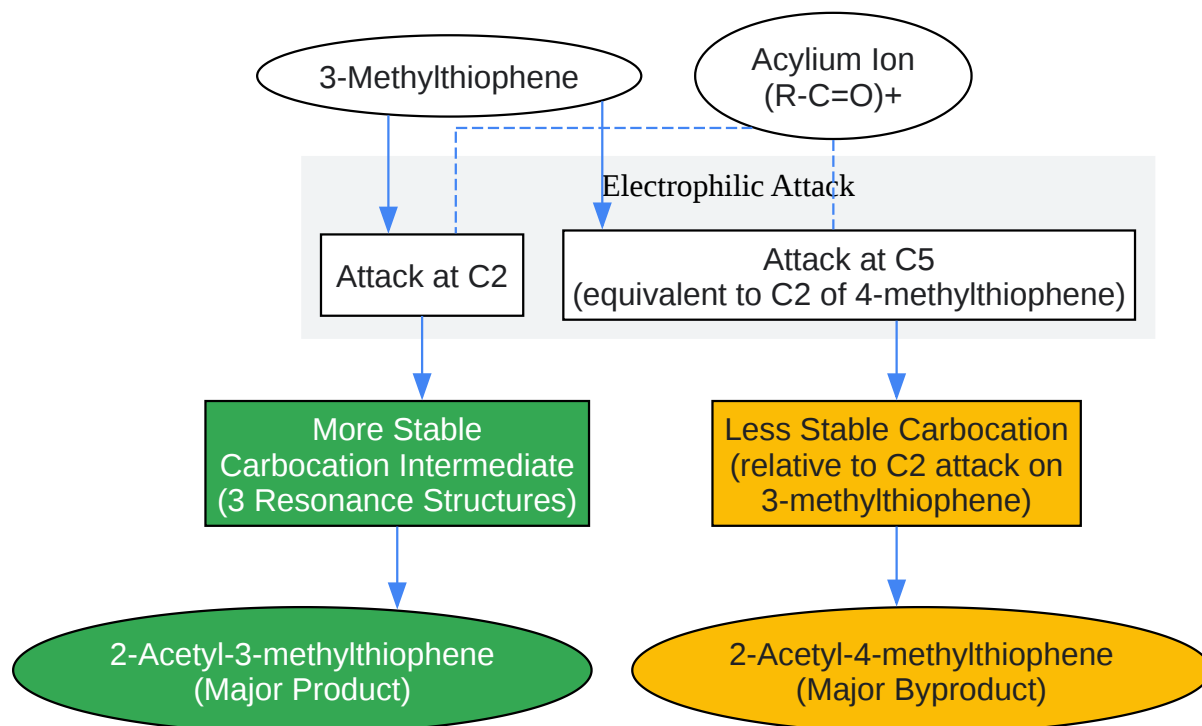 3-Methylthiophene
Acylium Ion
(R-C=O)+
Electrophilic Attack
Attack at C2
Attack at C5
(equivalent to C2 of 4-methylthiophene)
More Stable
Carbocation Intermediate
(3 Resonance Structures)
Less Stable Carbocation
(relative to C2 attack on
3-methylthiophene)
2-Acetyl-3-methylthiophene
(Major Product)
2-Acetyl-4-methylthiophene
(Major Byproduct)